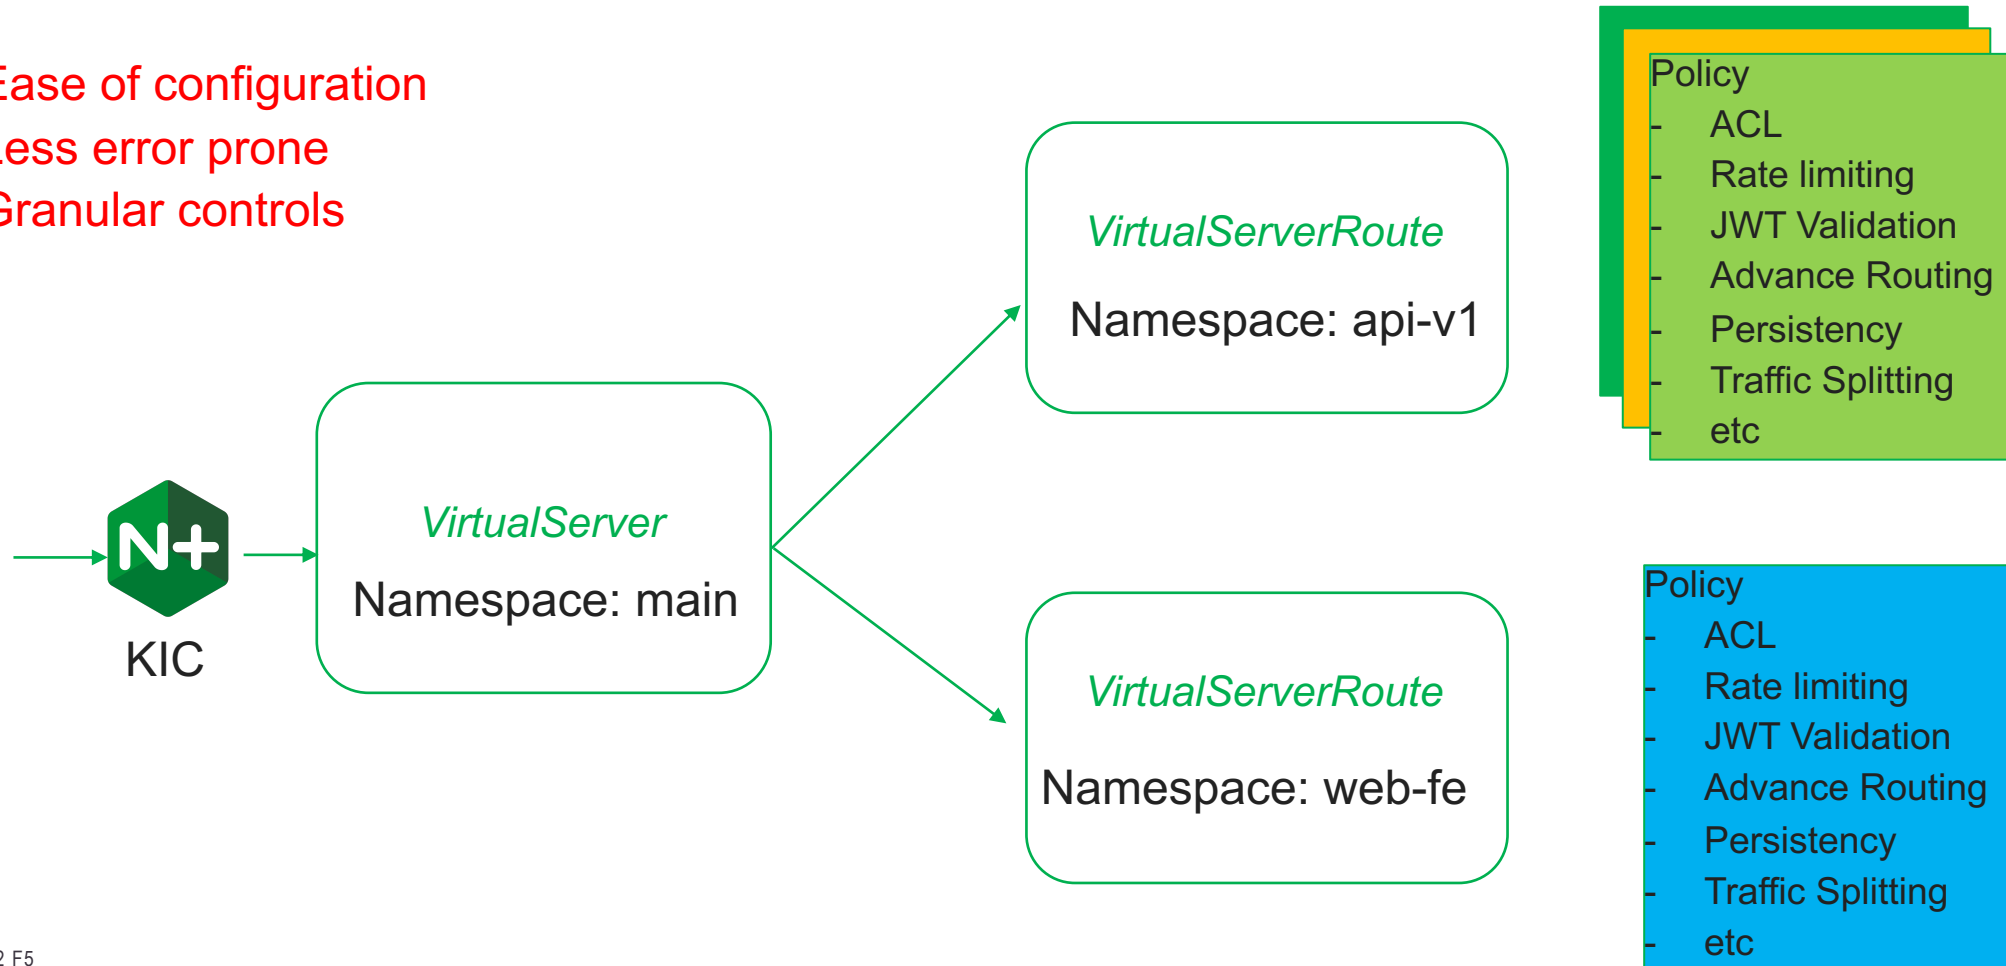 Ease of configuration
Less error prone
Granular controls
N+
KIC
VirtualServer
Namespace: main
VirtualServerRoute
Namespace: api-v1
VirtualServerRoute
Namespace: web-fe
Policy
- ACL
- Rate limiting
- JWT Validation
- Advance Routing
- Persistency
- Traffic Splitting
- etc
Policy
- ACL
- Rate limiting
- JWT Validation
- Advance Routing
- Persistency
- Traffic Splitting
- etc
2 F5